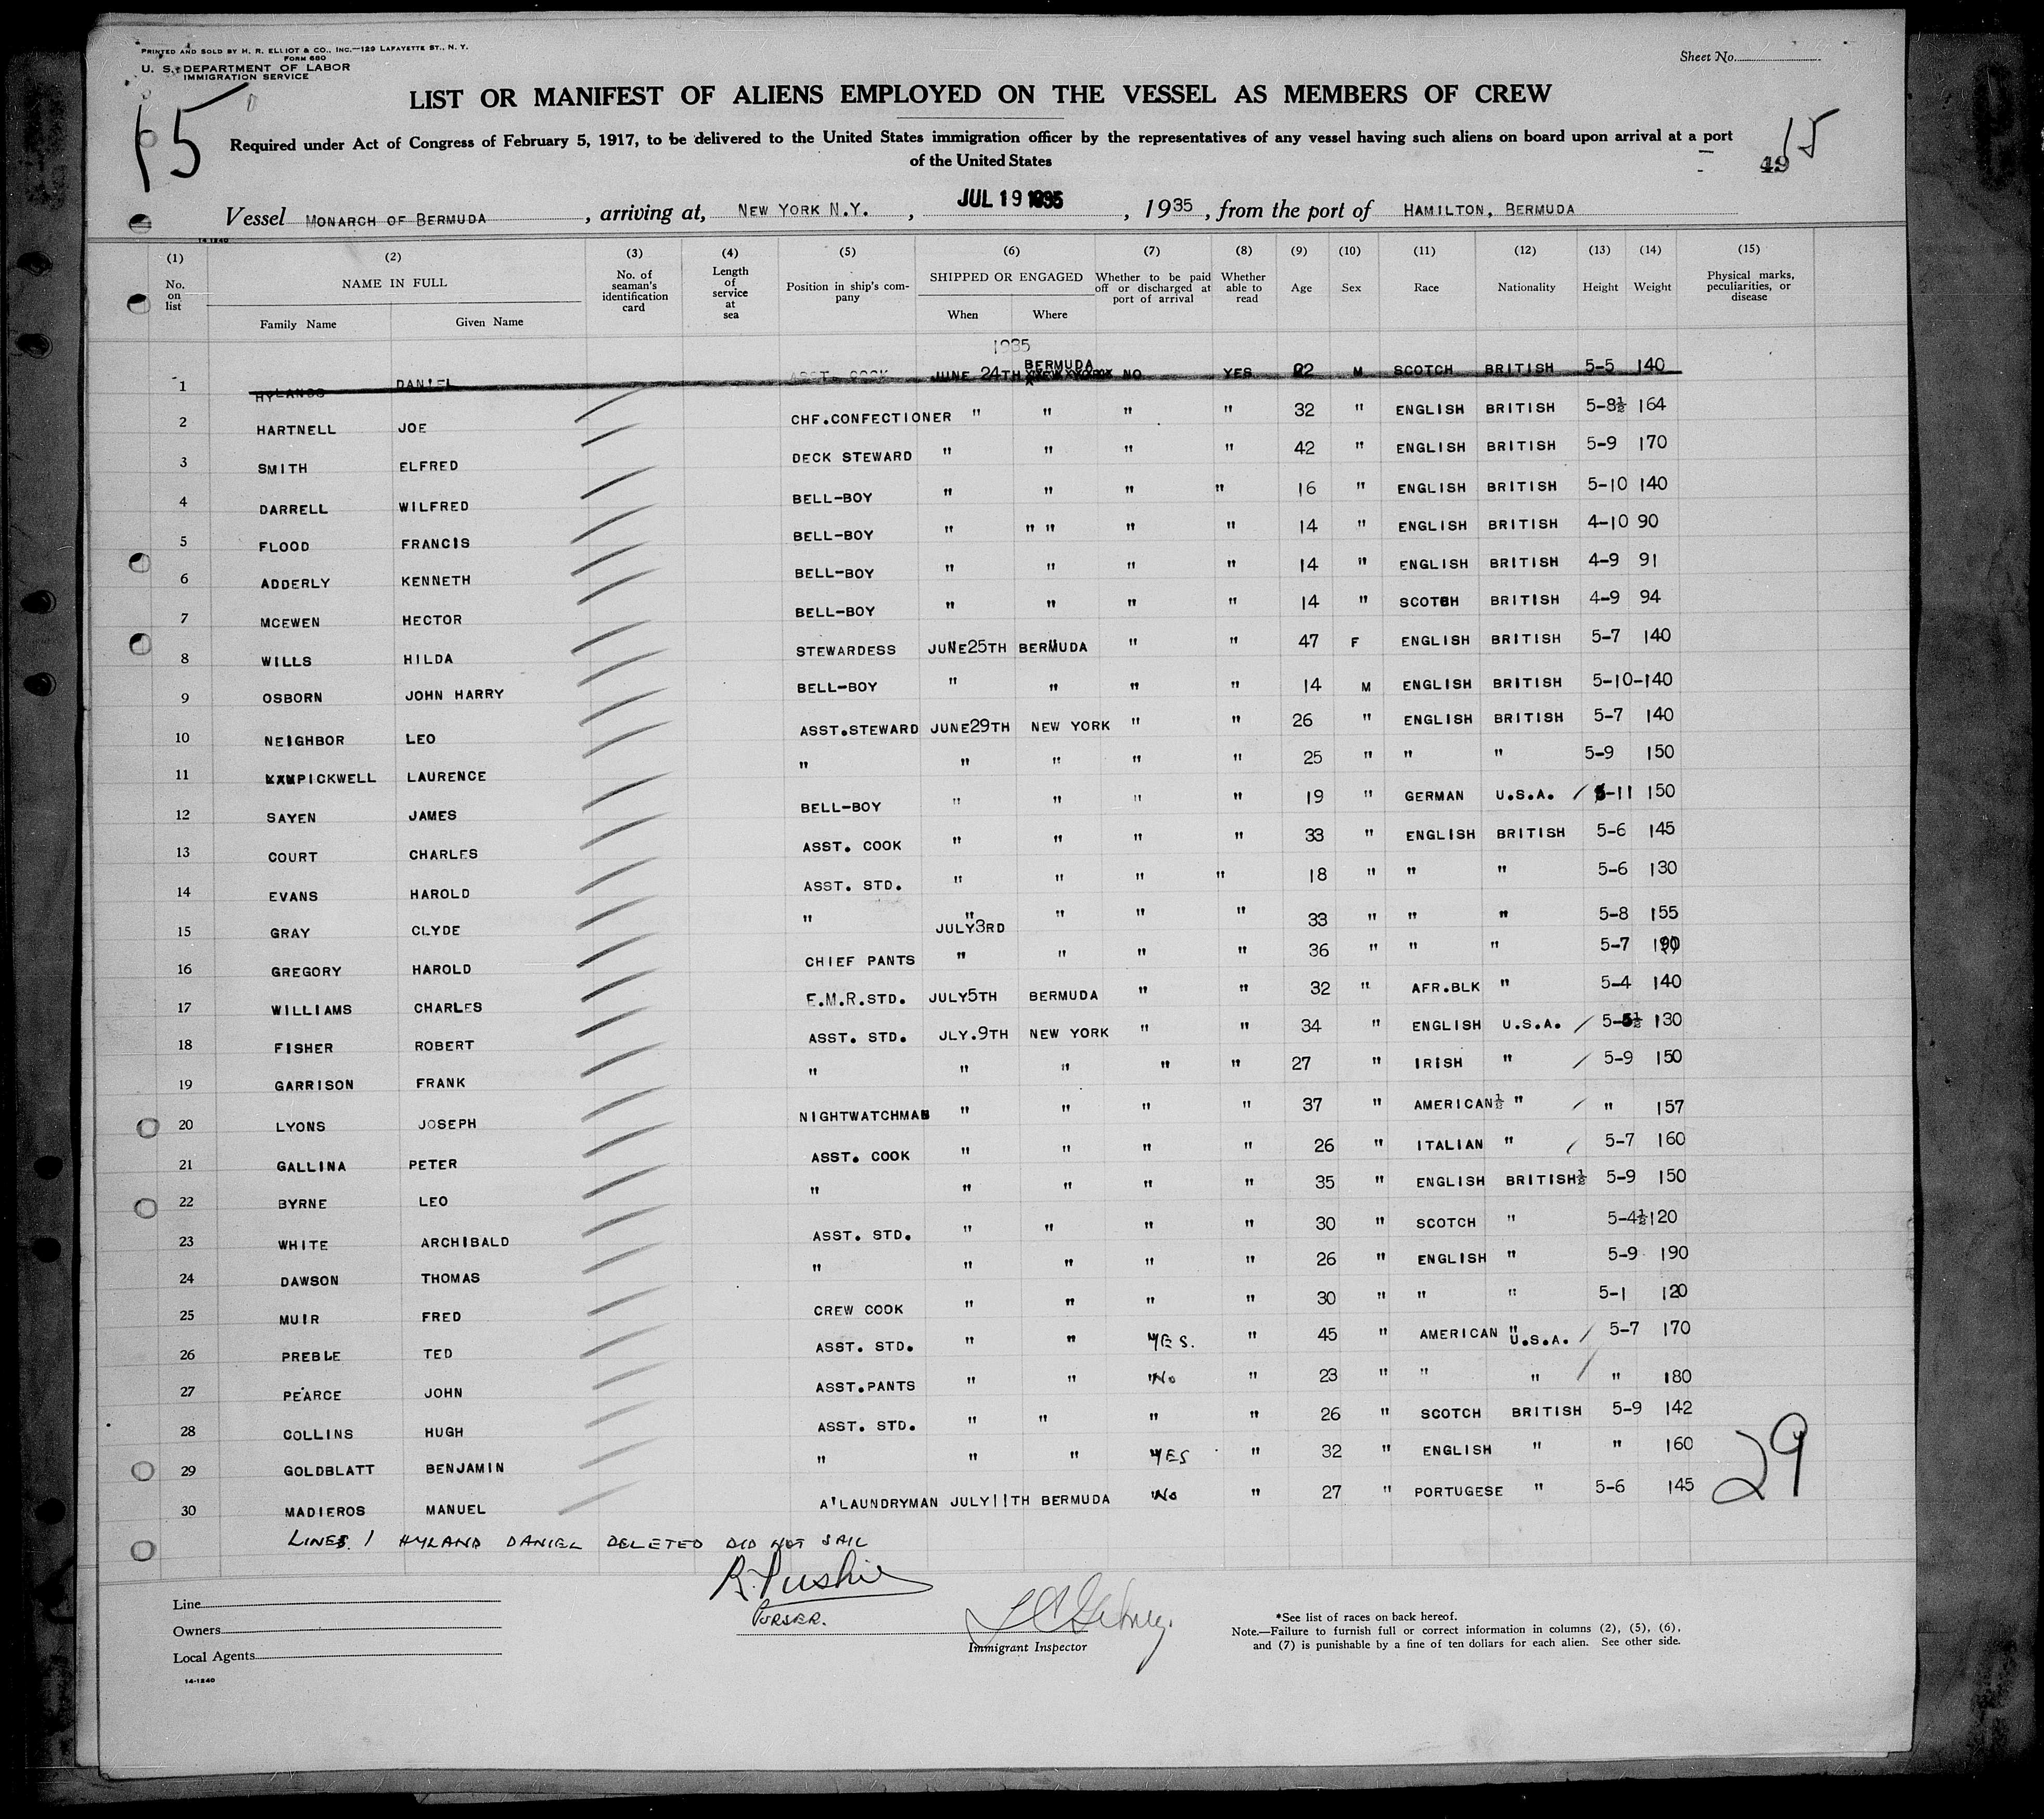 PRINTED AND SOLD BY H. R. ELLIOT & CO., INC.—129 LAFAYETTE ST., N. Y.
FORM 680
U. S. DEPARTMENT OF LABOR
IMMIGRATION SERVICE
Sheet No.
15
LIST OR MANIFEST OF ALIENS EMPLOYED ON THE VESSEL AS MEMBERS OF CREW
Required under Act of Congress of February 5, 1917, to be delivered to the United States immigration officer by the representatives of any vessel having such aliens on board upon arrival at a port
of the United States
15
49
Vessel MONARCH OF BERMUDA, arriving at, NEW YORK N.Y., JUL 19 1935, 1935, from the port of HAMILTON, BERMUDA
14-1240
(1) (2) (3) (4) (5) (6) (7) (8) (9) (10) (11) (12) (13) (14) (15)
No. on list NAME IN FULL Family Name Given Name No. of seaman's identification card Length of service at sea Position in ship's company SHIPPED OR ENGAGED When Where Whether to be paid off or discharged at port of arrival Whether able to read Age Sex Race Nationality Height Weight Physical marks, peculiarities, or disease
1935
1 HYLANDS DANIEL ASST. COOK JUNE 24TH BERMUDA NO YES 22 M SCOTCH BRITISH 5-5 140
2 HARTNELL JOE CHF.CONFECTIONER " " " " 32 " ENGLISH BRITISH 5-8½ 164
3 SMITH ELFRED DECK STEWARD " " " " 42 " ENGLISH BRITISH 5-9 170
4 DARRELL WILFRED BELL-BOY " " " " 16 " ENGLISH BRITISH 5-10 140
5 FLOOD FRANCIS BELL-BOY " " " " " 14 " ENGLISH BRITISH 4-10 90
6 ADDERLY KENNETH BELL-BOY " " " " 14 " ENGLISH BRITISH 4-9 91
7 MCEWEN HECTOR BELL-BOY " " " " 14 " SCOTCH BRITISH 4-9 94
8 WILLS HILDA STEWARDESS JUNE25TH BERMUDA " " 47 F ENGLISH BRITISH 5-7 140
9 OSBORN JOHN HARRY BELL-BOY " " " " 14 M ENGLISH BRITISH 5-10-140
10 NEIGHBOR LEO ASST.STEWARD JUNE29TH NEW YORK " " 26 " ENGLISH BRITISH 5-7 140
11 PICKWELL LAURENCE " " " " " 25 " " " 5-9 150
12 SAYEN JAMES BELL-BOY " " " " 19 " GERMAN U.S.A. / 5-11 150
13 COURT CHARLES ASST. COOK " " " " 33 " ENGLISH BRITISH 5-6 145
14 EVANS HAROLD ASST. STD. " " " " 18 " " " 5-6 130
15 GRAY CLYDE " " JULY3RD " " " 33 " " " 5-8 155
16 GREGORY HAROLD CHIEF PANTS " " " " 36 " " " 5-7 190
17 WILLIAMS CHARLES E.M.R.STD. JULY5TH BERMUDA " " 32 " AFR.BLK " 5-4 140
18 FISHER ROBERT ASST. STD. JLY.9TH NEW YORK " " 34 " ENGLISH U.S.A. / 5-5½ 130
19 GARRISON FRANK " " " " " 27 " IRISH " / 5-9 150
20 LYONS JOSEPH NIGHTWATCHMAN " " " " 37 " AMERICAN½ " / " 157
21 GALLINA PETER ASST. COOK " " " " 26 " ITALIAN " / 5-7 160
22 BYRNE LEO " " " " " 35 " ENGLISH BRITISH½ 5-9 150
23 WHITE ARCHIBALD ASST. STD. " " " " 30 " SCOTCH " 5-4½ 120
24 DAWSON THOMAS " " " " " 26 " ENGLISH " 5-9 190
25 MUIR FRED CREW COOK " " " " 30 " " " 5-1 120
26 PREBLE TED ASST. STD. " " YES. " 45 " AMERICAN " U.S.A. / 5-7 170
27 PEARCE JOHN ASST.PANTS " " NO " 23 " " " / " 180
28 COLLINS HUGH ASST. STD. " " " " 26 " SCOTCH BRITISH 5-9 142
29 GOLDBLATT BENJAMIN " " " YES " 32 " ENGLISH " " 160
30 MADIEROS MANUEL A'LAUNDRYMAN JULY11TH BERMUDA NO " 27 " PORTUGESE " 5-6 145
29
LINES. 1 HYLAND DANIEL DELETED DID NOT SAIL
R. Pushie
PURSER.
Line
Owners
Local Agents
14-1240
Immigrant Inspector
*See list of races on back hereof.
Note.—Failure to furnish full or correct information in columns (2), (5), (6),
and (7) is punishable by a fine of ten dollars for each alien. See other side.